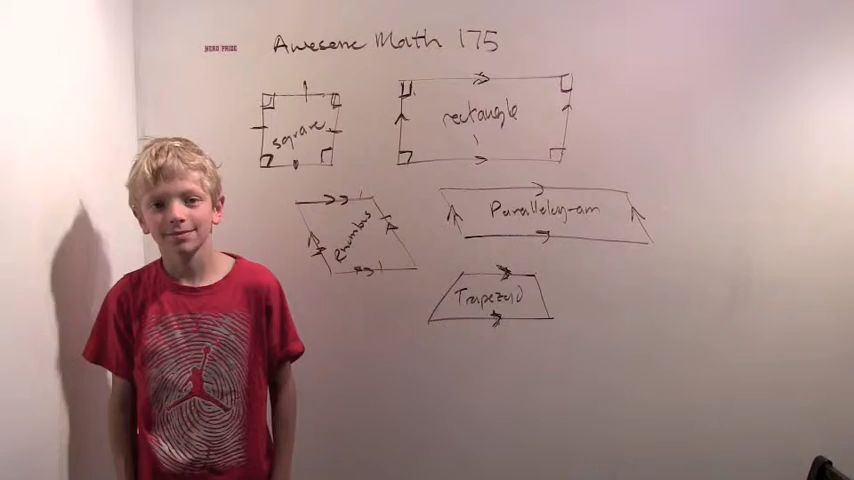 HERO PRIDE
Awesome Math 175
square
rectangle
Rhombus
Parallelogram
Trapezoid